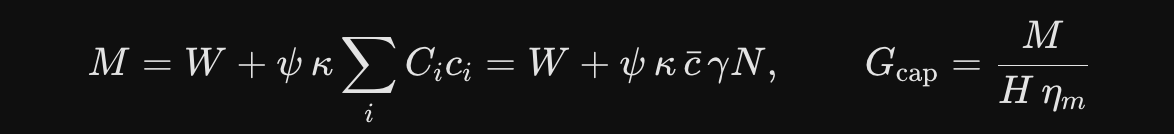 M = W + ψ κ ∑_i C_i c_i = W + ψ κ c̄ γN,  G_cap = M / (H η_m)